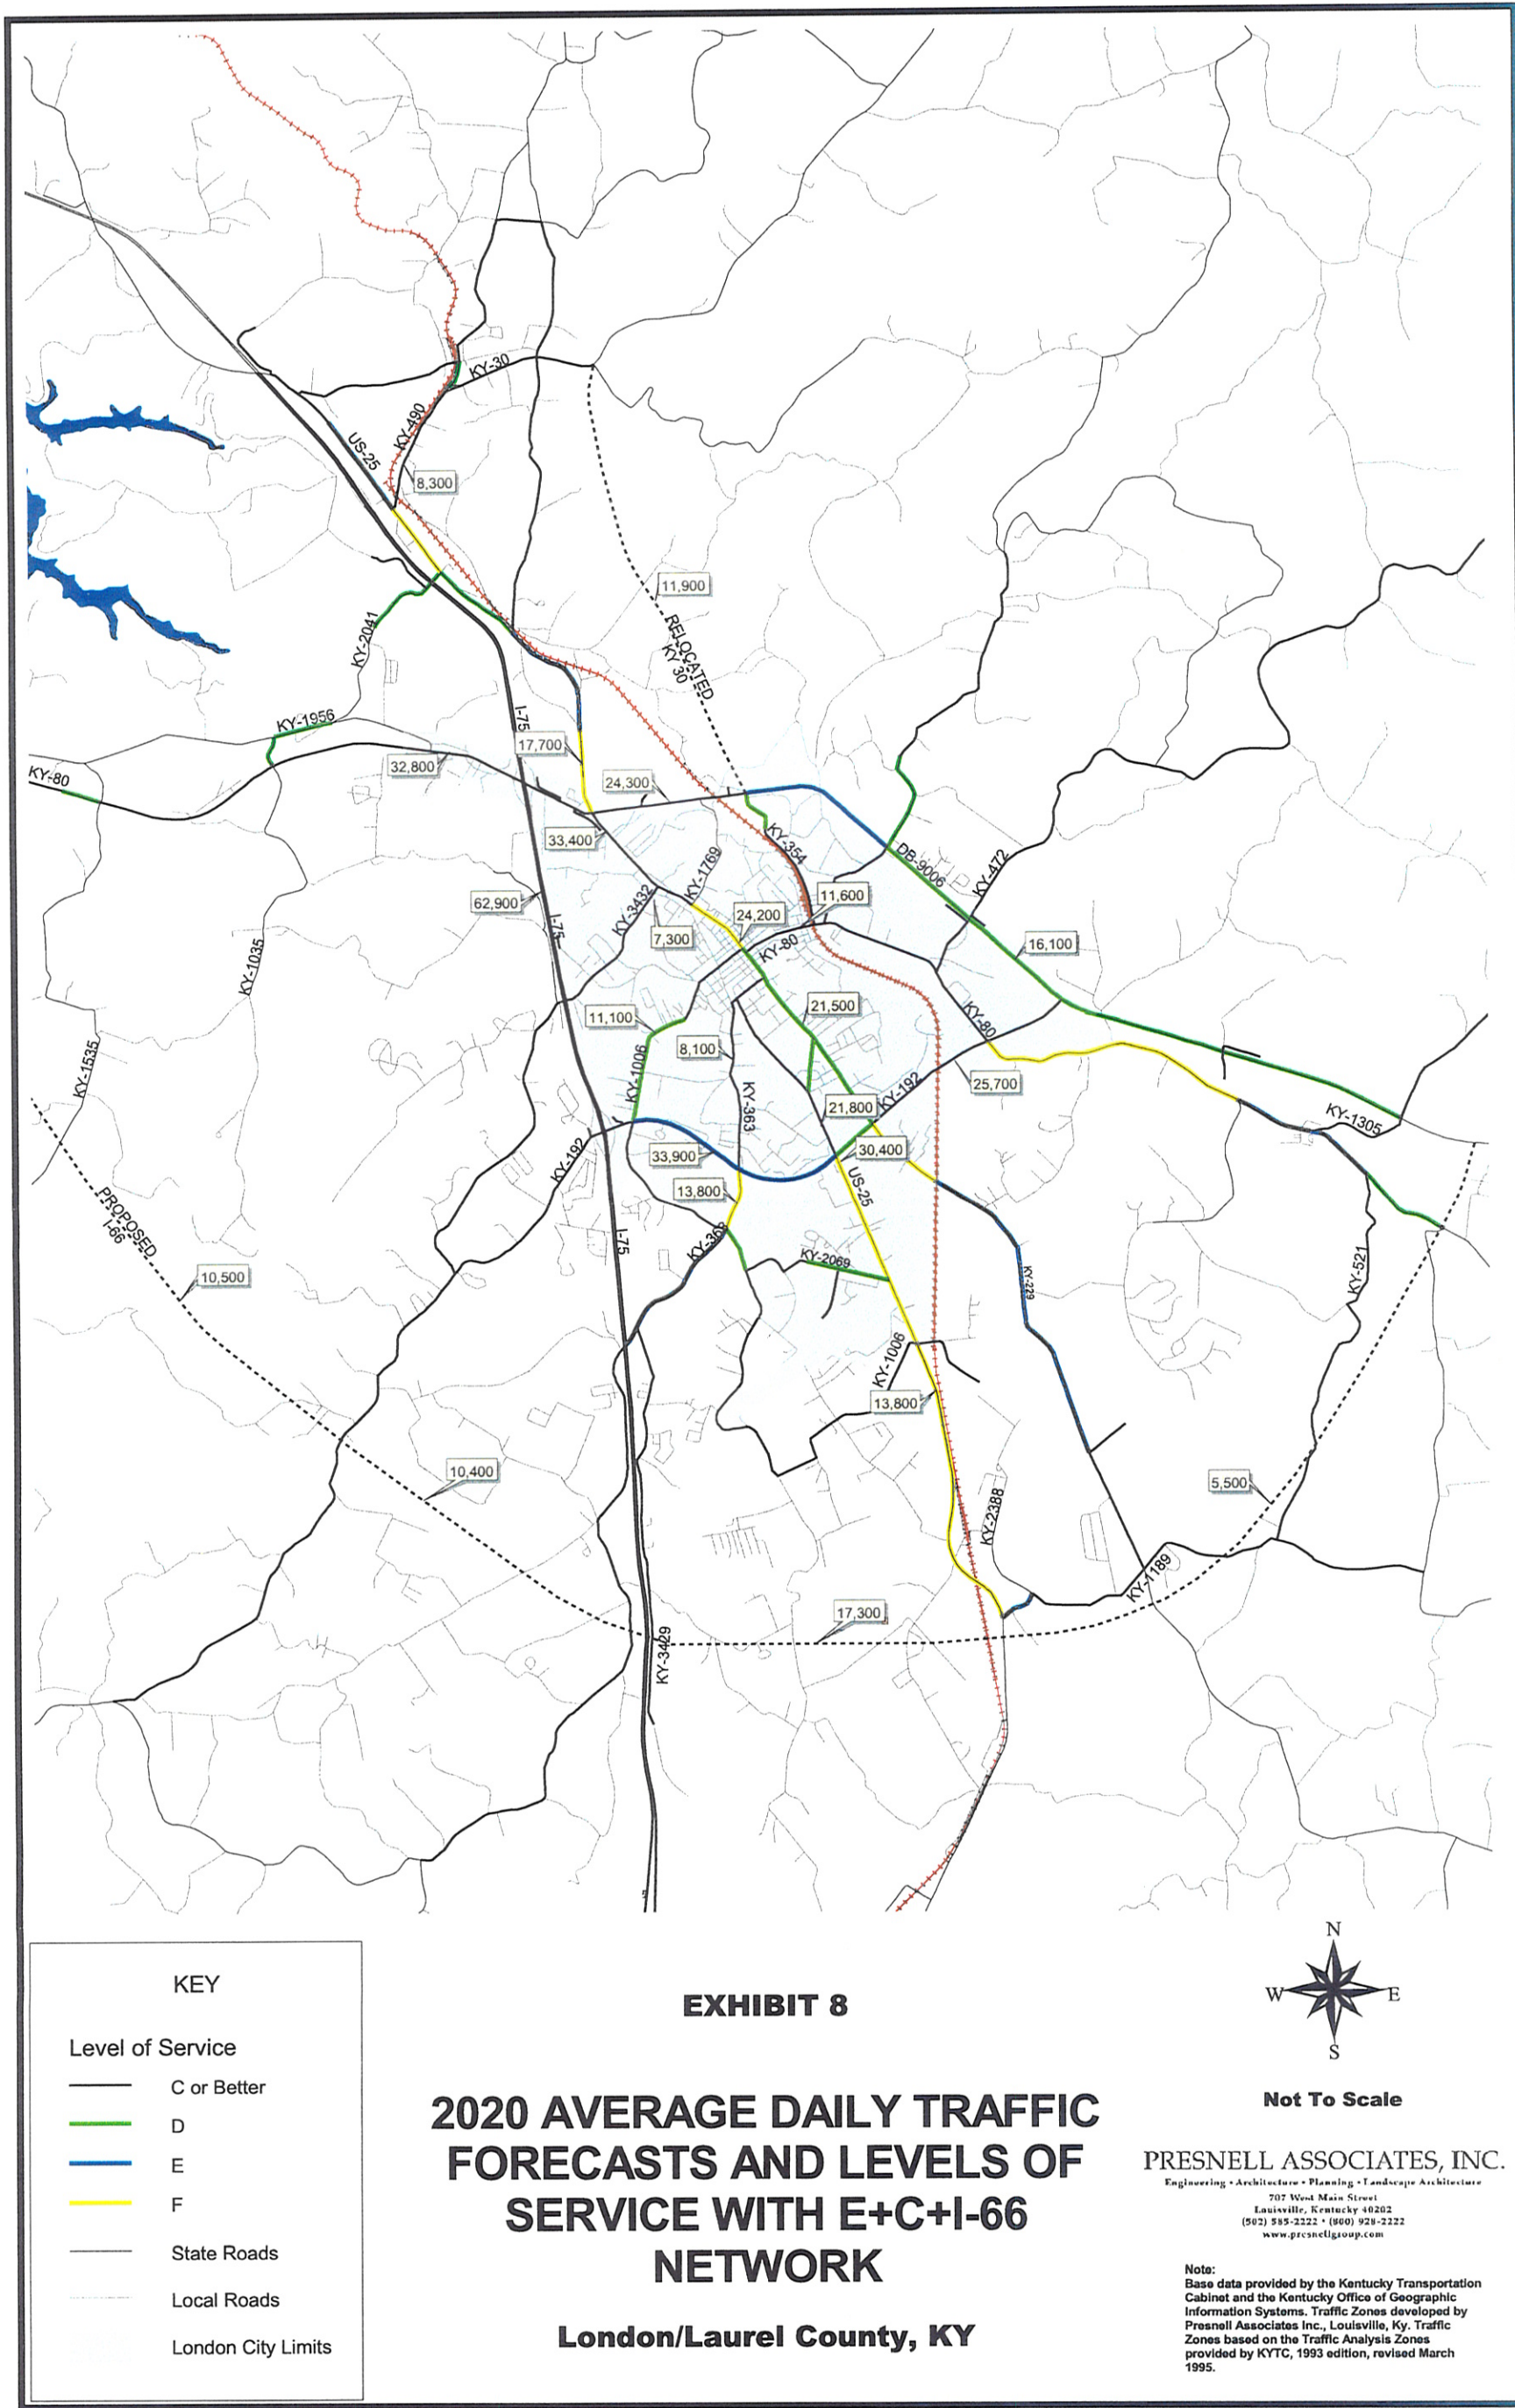 KY-30
KY-490
US-25
8,300
11,900
RELOCATED
KY 30
KY-2041
KY-1956
I-75
17,700
KY-80
32,800
24,300
33,400
KY-354
KY-1769
DB-9006
KY-472
62,900
I-75
KY-3432
7,300
24,200
11,600
KY-80
16,100
KY-1035
11,100
21,500
KY-80
8,100
KY-1535
KY-1006
KY-363
KY-192
25,700
21,800
KY-1305
33,900
30,400
KY-192
13,800
US-25
PROPOSED
I-66
I-75
KY-363
KY-2069
KY-229
KY-521
10,500
KY-1006
13,800
10,400
5,500
KY-2388
KY-1189
17,300
KY-3429
KEY
Level of Service
C or Better
D
E
F
State Roads
Local Roads
London City Limits
EXHIBIT 8
2020 AVERAGE DAILY TRAFFIC
FORECASTS AND LEVELS OF
SERVICE WITH E+C+I-66
NETWORK
London/Laurel County, KY
N
W E
S
Not To Scale
PRESNELL ASSOCIATES, INC.
Engineering • Architecture • Planning • Landscape Architecture
707 West Main Street
Louisville, Kentucky 40202
(502) 585-2222 • (800) 928-2222
www.presnellgroup.com
Note:
Base data provided by the Kentucky Transportation
Cabinet and the Kentucky Office of Geographic
Information Systems. Traffic Zones developed by
Presnell Associates Inc., Louisville, Ky. Traffic
Zones based on the Traffic Analysis Zones
provided by KYTC, 1993 edition, revised March
1995.